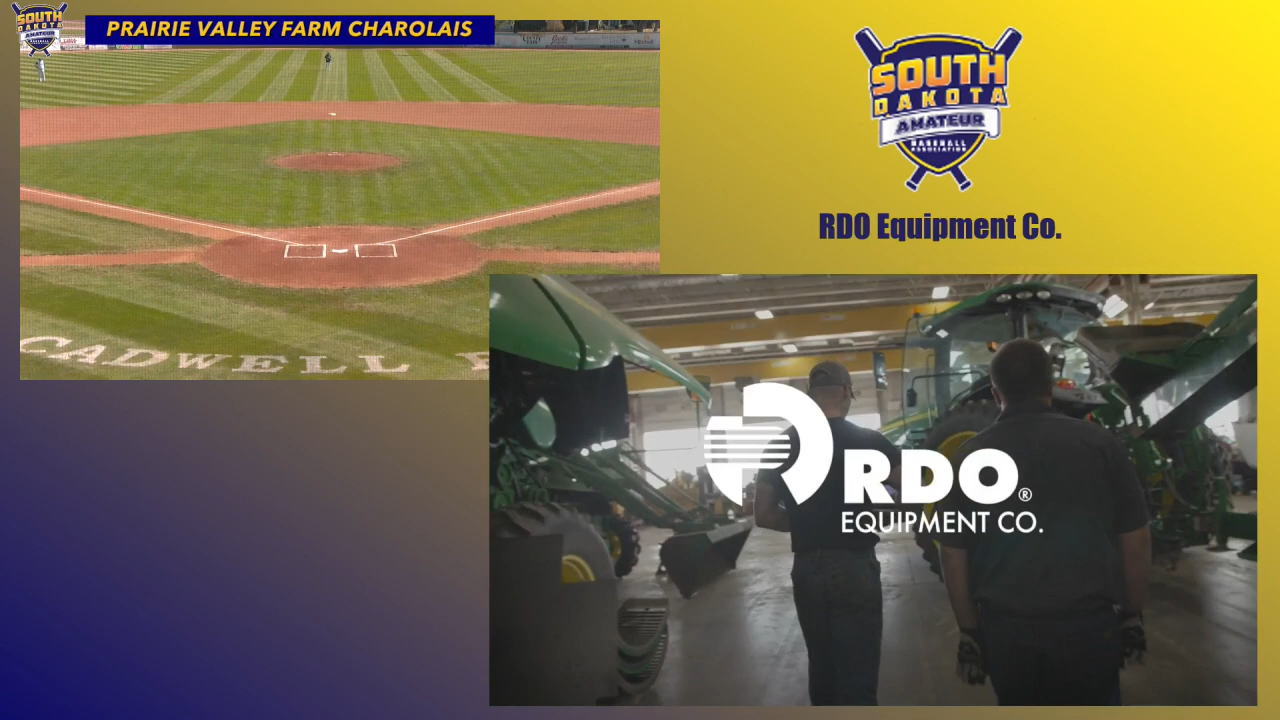 SOUTH
DAKOTA
AMATEUR
PRAIRIE VALLEY FARM CHAROLAIS
SOUTH
DAKOTA
AMATEUR
BASEBALL
ASSOCIATION
RDO Equipment Co.
CADWELL
RDO®
EQUIPMENT CO.